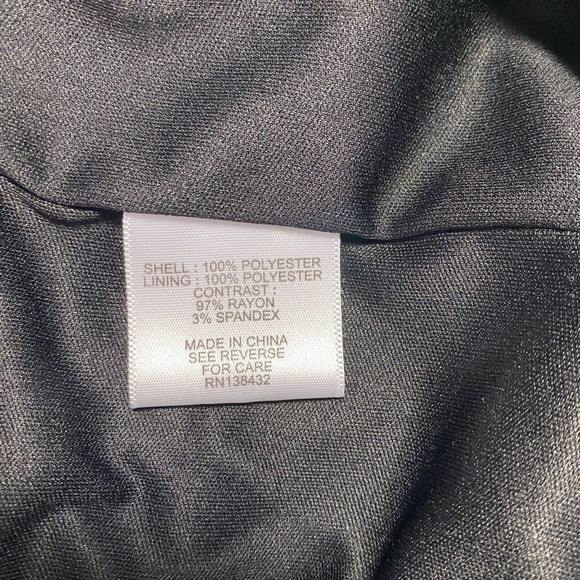 SHELL : 100% POLYESTER
LINING : 100% POLYESTER
CONTRAST :
97% RAYON
3% SPANDEX
MADE IN CHINA
SEE REVERSE
FOR CARE
RN138432